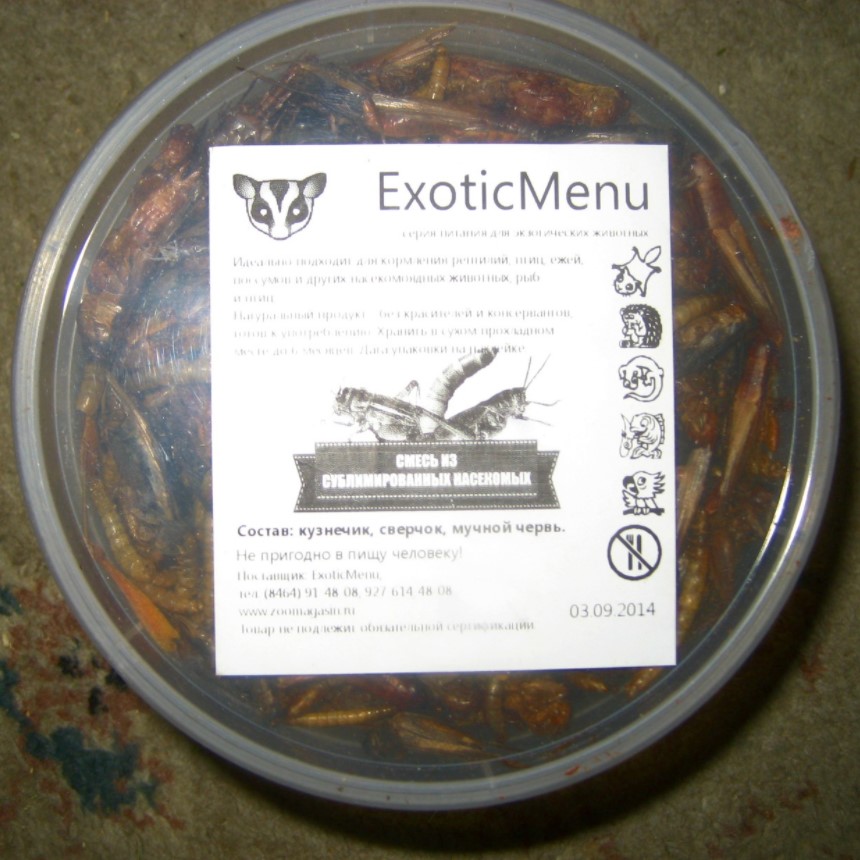 ExoticMenu
серия питания для экзотических животных
Идеально подходит для кормления рептилий, птиц, ежей,
поссумов и других насекомоядных животных, рыб
и птиц.
Натуральный продукт без красителей и консервантов,
готов к употреблению. Хранить в сухом прохладном
месте до 6 месяцев. Дата упаковки на наклейке.
СМЕСЬ ИЗ
СУБЛИМИРОВАННЫХ НАСЕКОМЫХ
Состав: кузнечик, сверчок, мучной червь.
Не пригодно в пищу человеку!
Поставщик: ExoticMenu,
тел. (8464) 91-48-08, 927-614-48-08
www.zoomagasin.ru
03.09.2014
Товар не подлежит обязательной сертификации